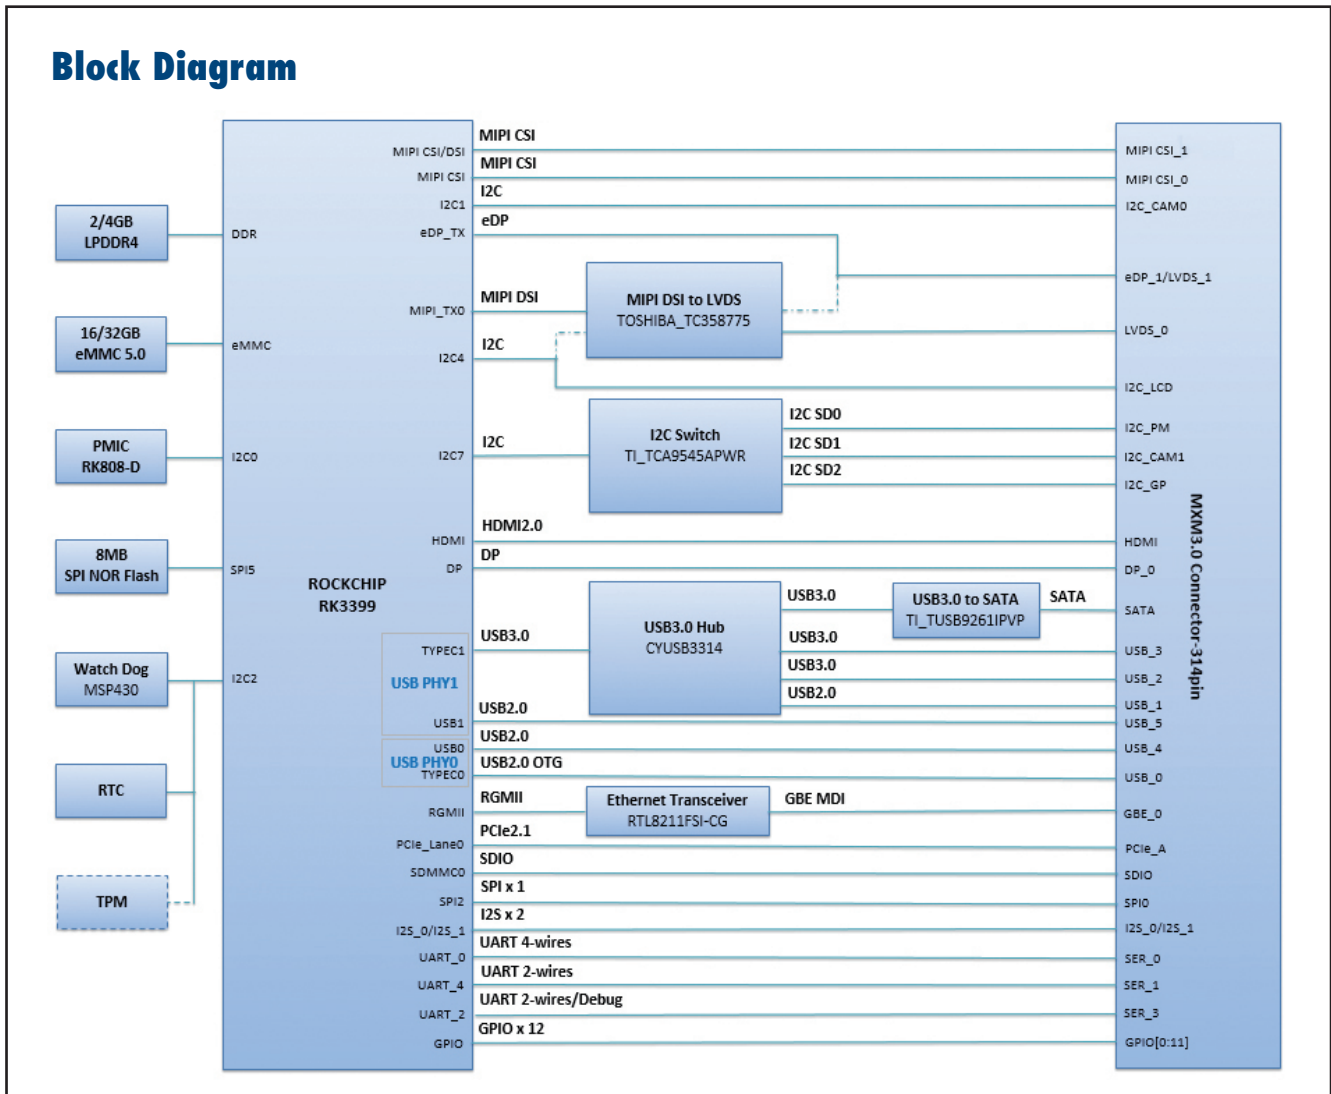 Block Diagram
2/4GB
LPDDR4
16/32GB
eMMC 5.0
PMIC
RK808-D
8MB
SPI NOR Flash
Watch Dog
MSP430
RTC
TPM
DDR
eMMC
I2C0
SPI5
I2C2
ROCKCHIP
RK3399
MIPI CSI/DSI
MIPI CSI
I2C1
eDP_TX
MIPI_TX0
I2C4
I2C7
HDMI
DP
TYPEC1
USB PHY1
USB1
USB0
USB PHY0
TYPEC0
RGMII
PCIe_Lane0
SDMMC0
SPI2
I2S_0/I2S_1
UART_0
UART_4
UART_2
GPIO
MIPI CSI
MIPI CSI
I2C
eDP
MIPI DSI
I2C
I2C
HDMI2.0
DP
USB3.0
USB2.0
USB2.0
USB2.0 OTG
RGMII
PCIe2.1
SDIO
SPI x 1
I2S x 2
UART 4-wires
UART 2-wires
UART 2-wires/Debug
GPIO x 12
MIPI DSI to LVDS
TOSHIBA_TC358775
I2C Switch
TI_TCA9545APWR
I2C SD0
I2C SD1
I2C SD2
USB3.0 Hub
CYUSB3314
USB3.0
USB3.0
USB3.0
USB2.0
USB3.0 to SATA
TI_TUSB9261IPVP
SATA
Ethernet Transceiver
RTL8211FSI-CG
GBE MDI
MIPI CSI_1
MIPI CSI_0
I2C_CAM0
eDP_1/LVDS_1
LVDS_0
I2C_LCD
I2C_PM
I2C_CAM1
I2C_GP
HDMI
DP_0
SATA
USB_3
USB_2
USB_1
USB_5
USB_4
USB_0
GBE_0
PCIe_A
SDIO
SPI0
I2S_0/I2S_1
SER_0
SER_1
SER_3
GPIO[0:11]
MXM3.0 Connector-314pin